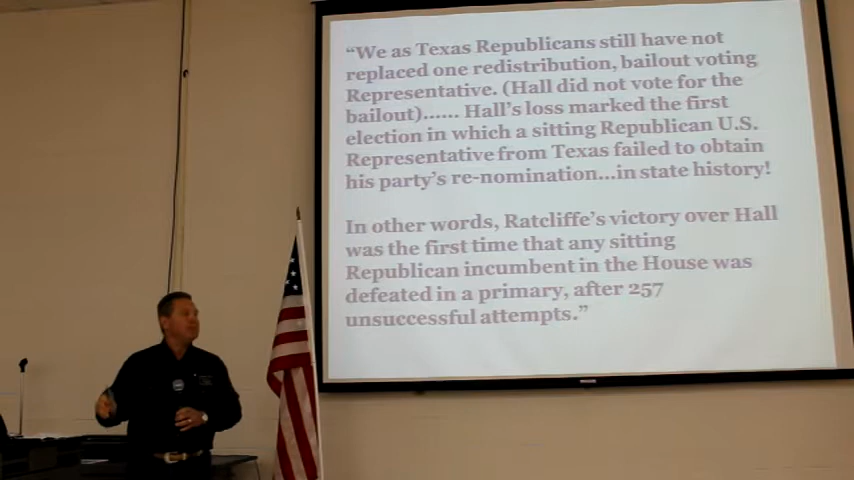 “We as Texas Republicans still have not
replaced one redistribution, bailout voting
Representative. (Hall did not vote for the
bailout)...... Hall’s loss marked the first
election in which a sitting Republican U.S.
Representative from Texas failed to obtain
his party’s re-nomination...in state history!
In other words, Ratcliffe’s victory over Hall
was the first time that any sitting
Republican incumbent in the House was
defeated in a primary, after 257
unsuccessful attempts.”